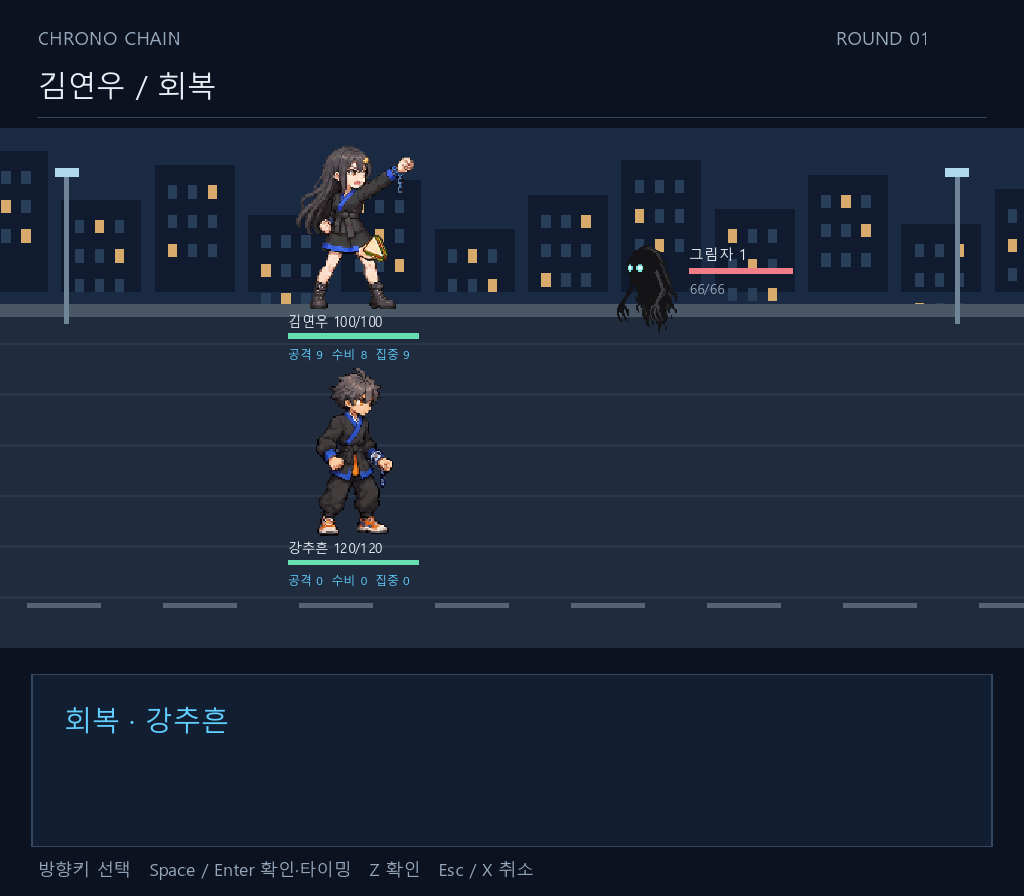 CHRONO CHAIN
ROUND 01
김연우 / 회복
그림자 1
66/66
김연우 100/100
공격 9 수비 8 집중 9
강추흔 120/120
공격 0 수비 0 집중 0
회복 · 강추흔
방향키 선택 Space / Enter 확인·타이밍 Z 확인 Esc / X 취소